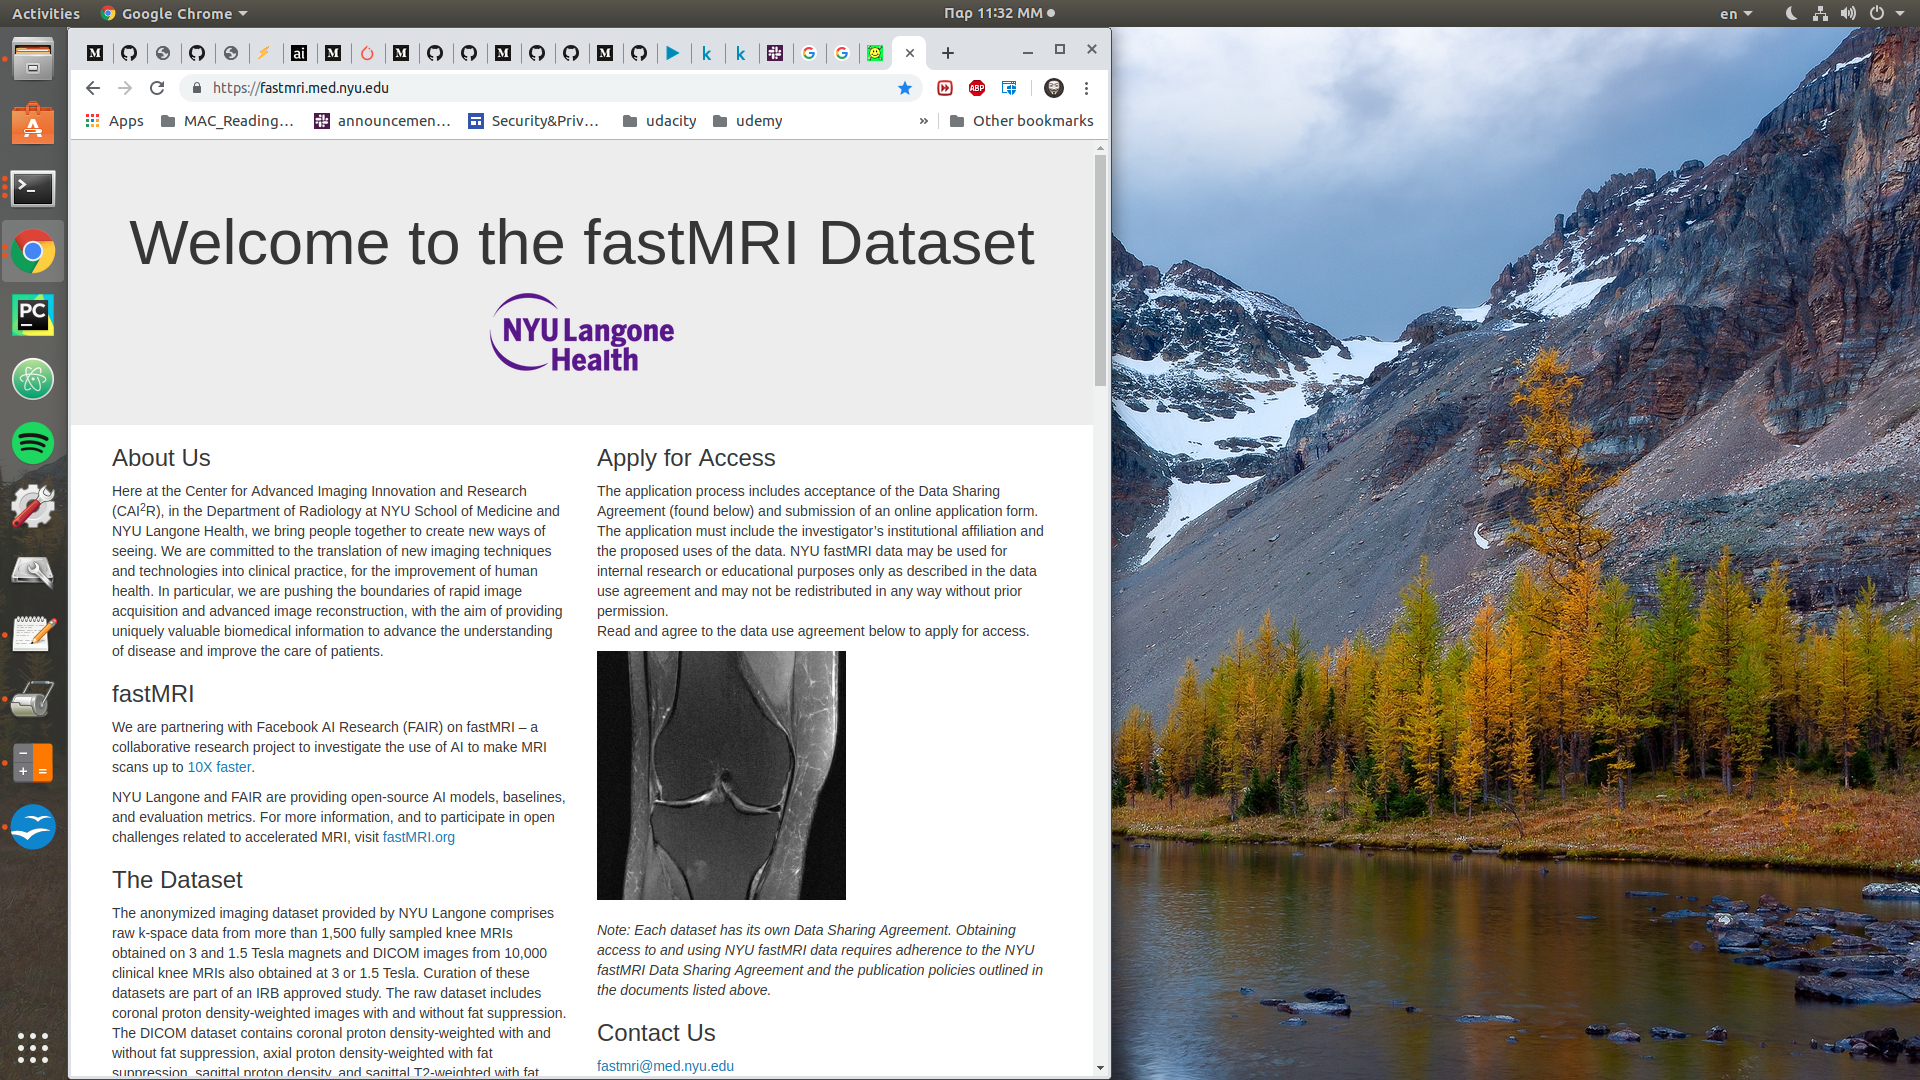 Activities
Google Chrome
Παρ 11:32 ΜΜ
en
https://fastmri.med.nyu.edu
ABP
Apps
MAC_Reading...
announcemen...
Security&Priv...
udacity
udemy
»
Other bookmarks
Welcome to the fastMRI Dataset
NYU Langone
Health
About Us
Here at the Center for Advanced Imaging Innovation and Research
(CAI2R), in the Department of Radiology at NYU School of Medicine and
NYU Langone Health, we bring people together to create new ways of
seeing. We are committed to the translation of new imaging techniques
and technologies into clinical practice, for the improvement of human
health. In particular, we are pushing the boundaries of rapid image
acquisition and advanced image reconstruction, with the aim of providing
uniquely valuable biomedical information to advance the understanding
of disease and improve the care of patients.
fastMRI
We are partnering with Facebook AI Research (FAIR) on fastMRI – a
collaborative research project to investigate the use of AI to make MRI
scans up to 10X faster.
NYU Langone and FAIR are providing open-source AI models, baselines,
and evaluation metrics. For more information, and to participate in open
challenges related to accelerated MRI, visit fastMRI.org
The Dataset
The anonymized imaging dataset provided by NYU Langone comprises
raw k-space data from more than 1,500 fully sampled knee MRIs
obtained on 3 and 1.5 Tesla magnets and DICOM images from 10,000
clinical knee MRIs also obtained at 3 or 1.5 Tesla. Curation of these
datasets are part of an IRB approved study. The raw dataset includes
coronal proton density-weighted images with and without fat suppression.
The DICOM dataset contains coronal proton density-weighted with and
without fat suppression, axial proton density-weighted with fat
suppression, sagittal proton density, and sagittal T2-weighted with fat
Apply for Access
The application process includes acceptance of the Data Sharing
Agreement (found below) and submission of an online application form.
The application must include the investigator’s institutional affiliation and
the proposed uses of the data. NYU fastMRI data may be used for
internal research or educational purposes only as described in the data
use agreement and may not be redistributed in any way without prior
permission.
Read and agree to the data use agreement below to apply for access.
Note: Each dataset has its own Data Sharing Agreement. Obtaining
access to and using NYU fastMRI data requires adherence to the NYU
fastMRI Data Sharing Agreement and the publication policies outlined in
the documents listed above.
Contact Us
fastmri@med.nyu.edu
PC